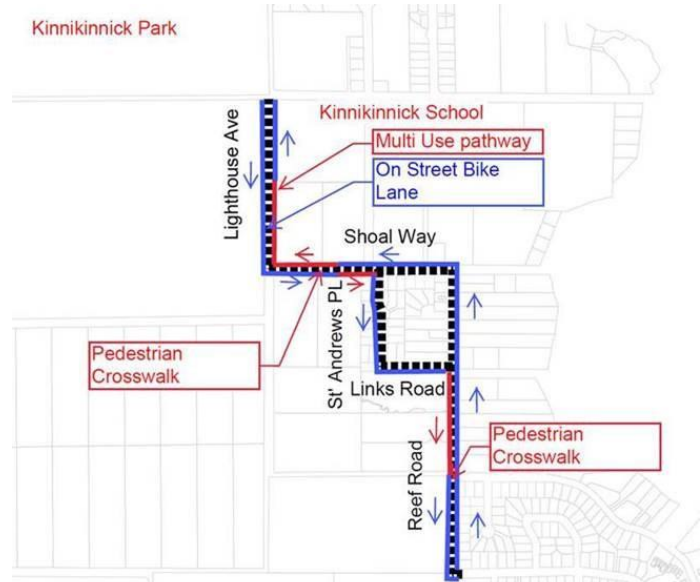 Kinnikinnick Park
Kinnikinnick School
Multi Use pathway
On Street Bike
Lane
Lighthouse Ave
Shoal Way
Pedestrian
Crosswalk
St' Andrews PL
Links Road
Pedestrian
Crosswalk
Reef Road